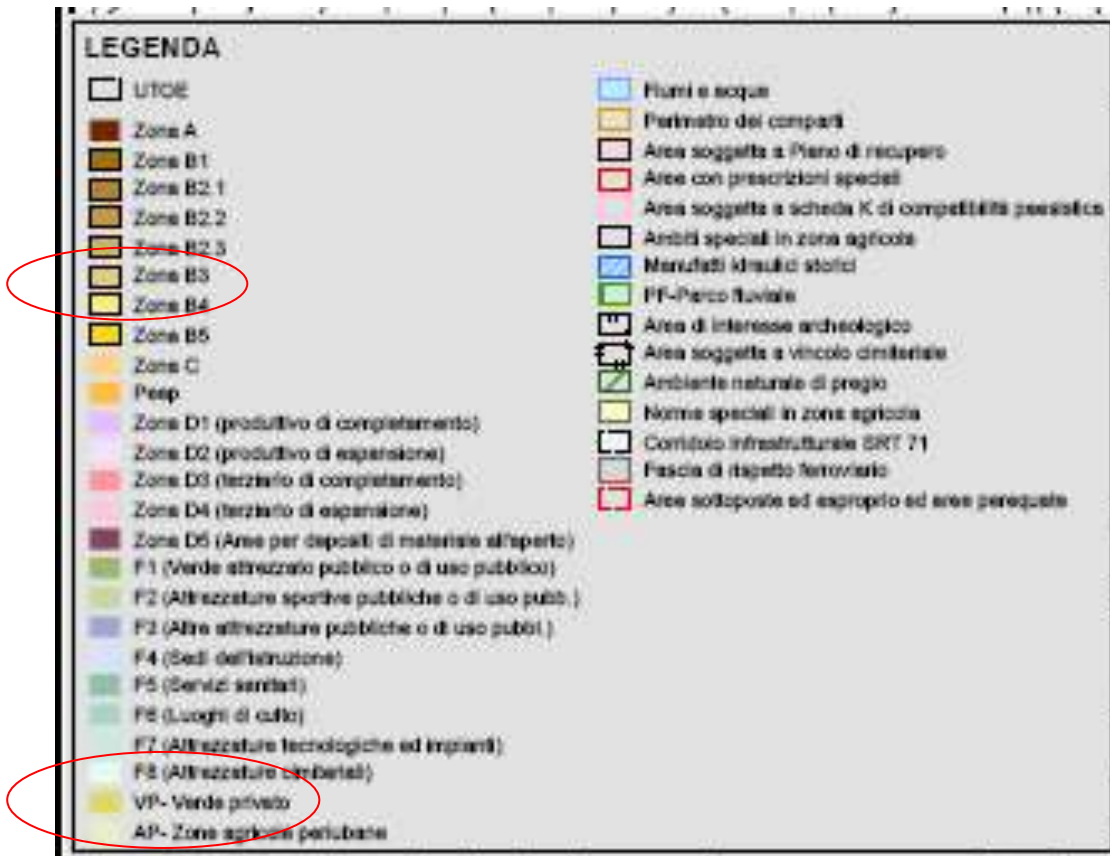 LEGENDA
UTOE
Zona A
Zona B1
Zona B2.1
Zona B2.2
Zona B2.3
Zona B3
Zona B4
Zona B5
Zona C
Peep
Zona D1 (produttivo di completamento)
Zona D2 (produttivo di espansione)
Zona D3 (terziario di completamento)
Zona D4 (terziario di espansione)
Zona D5 (Aree per depositi di materiale all'aperto)
F1 (Verde attrezzato pubblico o di uso pubblico)
F2 (Attrezzature sportive pubbliche o di uso pubb.)
F3 (Altre attrezzature pubbliche o di uso pubbl.)
F4 (Sedi dell'istruzione)
F5 (Servizi sanitari)
F6 (Luoghi di culto)
F7 (Attrezzature tecnologiche ed impianti)
F8 (Attrezzature cimiteriali)
VP- Verde privato
AP- Zone agricole periubane
Fiumi e acque
Perimetro dei comparti
Area soggetta a Piano di recupero
Aree con prescrizioni speciali
Area soggetta a scheda K di compatibilità paesistica
Ambiti speciali in zona agricola
Manufatti idraulici storici
PF-Parco fluviale
Area di interesse archeologico
Area soggetta a vincolo cimiteriale
Ambiente naturale di pregio
Norme speciali in zona agricola
Corridoio infrastrutturale SRT 71
Fascia di rispetto ferroviario
Aree sottoposte ad esproprio ed aree perequate